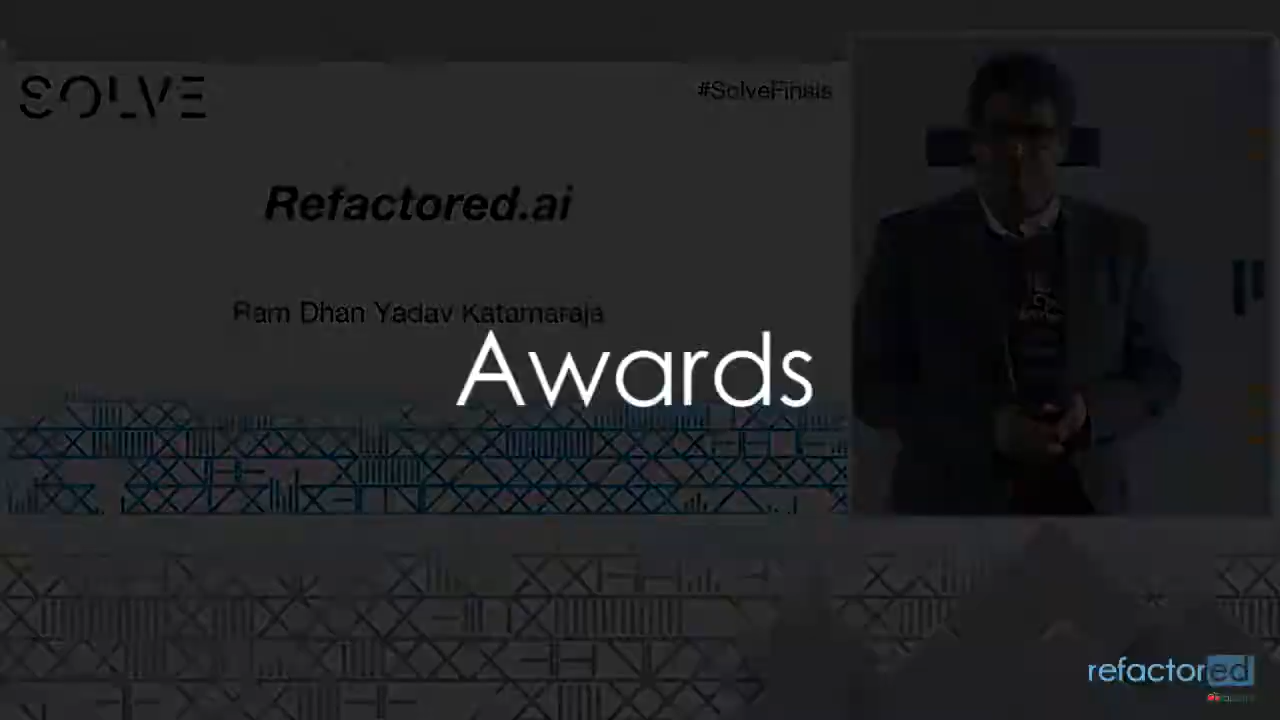 SOLVE
#SolveFinals
Refactored.ai
Ram Dhan Yadav Katamaraja
Awards
refactored